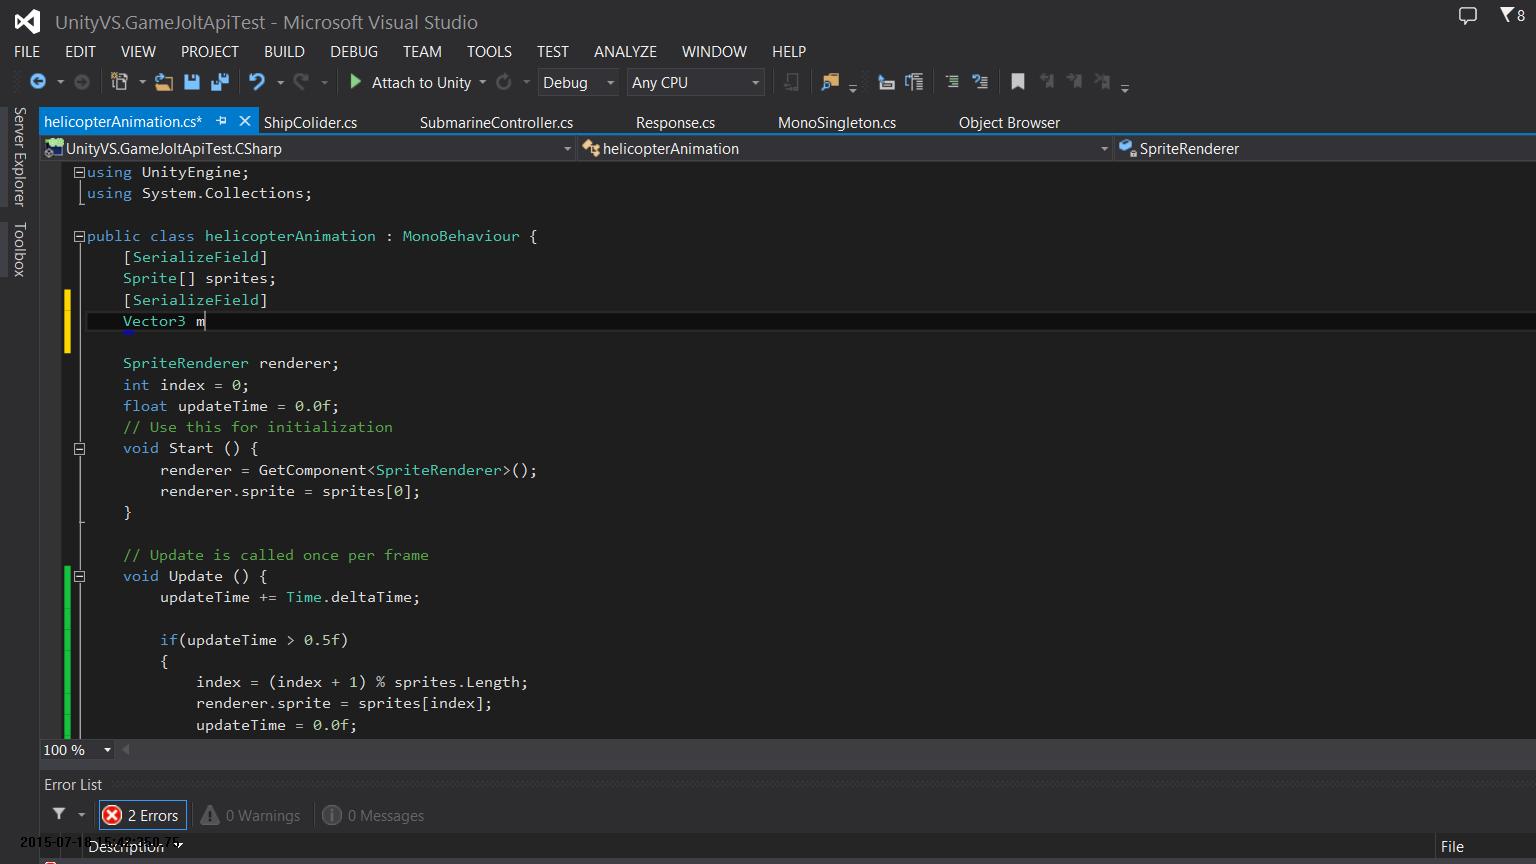 UnityVS.GameJoltApiTest - Microsoft Visual Studio
8
FILE EDIT VIEW PROJECT BUILD DEBUG TEAM TOOLS TEST ANALYZE WINDOW HELP
Attach to Unity Debug Any CPU
Server Explorer
Toolbox
helicopterAnimation.cs* ShipColider.cs SubmarineController.cs Response.cs MonoSingleton.cs Object Browser
UnityVS.GameJoltApiTest.CSharp helicopterAnimation SpriteRenderer
using UnityEngine;
using System.Collections;
public class helicopterAnimation : MonoBehaviour {
[SerializeField]
Sprite[] sprites;
[SerializeField]
Vector3 m
SpriteRenderer renderer;
int index = 0;
float updateTime = 0.0f;
// Use this for initialization
void Start () {
renderer = GetComponent<SpriteRenderer>();
renderer.sprite = sprites[0];
}
// Update is called once per frame
void Update () {
updateTime += Time.deltaTime;
if(updateTime > 0.5f)
{
index = (index + 1) % sprites.Length;
renderer.sprite = sprites[index];
updateTime = 0.0f;
100 %
Error List
2 Errors 0 Warnings 0 Messages
Description File